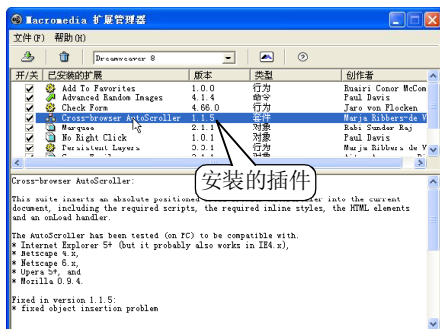 Macromedia 扩展管理器
文件(F) 帮助(H)
Dreamweaver 8
开/关 已安装的扩展 版本 类型 创作者
Add To Favorites 1.0.0 行为 Ruairi Conor McCom
Advanced Random Images 4.1.4 命令 Paul Davis
Check Form 4.66.0 行为 Jaro von Flocken
Cross-browser AutoScroller 1.1.5 套件 Marja Ribbers-de V
Marquee 2.1.1 对象 Rabi Sunder Raj
No Right Click 1.0.1 对象 Paul Davis
Persistent Layers 3.3.1 行为 Marja Ribbers-de V
安装的插件
Cross-browser AutoScroller:
This suite inserts an absolute positioned into the current
document, including the required scripts, the required inline styles, the HTML elements
and an onLoad handler.
The AutoScroller has been tested (on PC) to be compatible with.
* Internet Explorer 5+ (but it probably also works in IE4.x),
* Netscape 4.x,
* Netscape 6.x,
* Opera 5+, and
* Mozilla 0.9.4.
Fixed in version 1.1.5:
* fixed object insertion problem